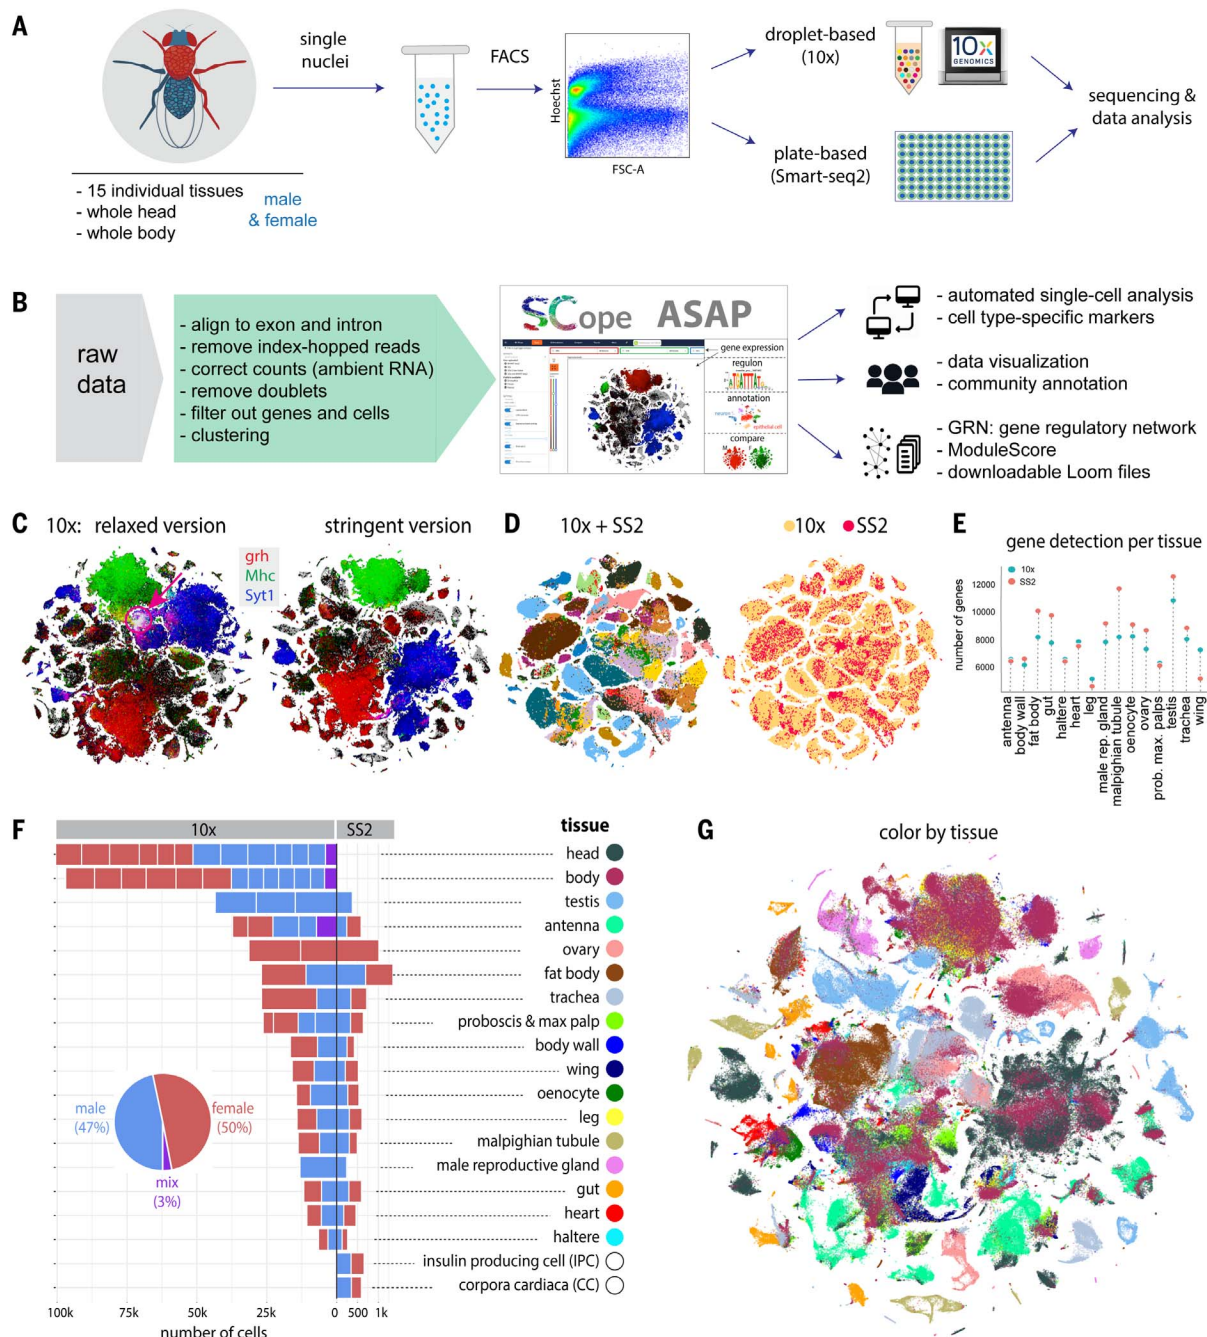 A
single
nuclei
FACS
Hoechst
FSC-A
droplet-based
(10x)
10x
GENOMICS
plate-based
(Smart-seq2)
sequencing &
data analysis
- 15 individual tissues
- whole head
- whole body
male
& female
B
raw
data
- align to exon and intron
- remove index-hopped reads
- correct counts (ambient RNA)
- remove doublets
- filter out genes and cells
- clustering
SCope ASAP
gene expression
regulon
annotation
neuron
epithelial cell
compare
M
F
- automated single-cell analysis
- cell type-specific markers
- data visualization
- community annotation
- GRN: gene regulatory network
- ModuleScore
- downloadable Loom files
C
10x: relaxed version
stringent version
grh
Mhc
Syt1
D
10x + SS2
10x SS2
E
gene detection per tissue
10x
SS2
number of genes
12000
10000
8000
6000
antenna
body wall
fat body
gut
haltere
heart
leg
male rep. gland
malpighian tubule
oenocyte
ovary
prob. max. palps
testis
trachea
wing
F
10x SS2
tissue
head
body
testis
antenna
ovary
fat body
trachea
proboscis & max palp
body wall
wing
oenocyte
leg
malpighian tubule
male reproductive gland
gut
heart
haltere
insulin producing cell (IPC)
corpora cardiaca (CC)
male
(47%)
female
(50%)
mix
(3%)
100k 75k 50k 25k 0 500 1k
number of cells
G
color by tissue